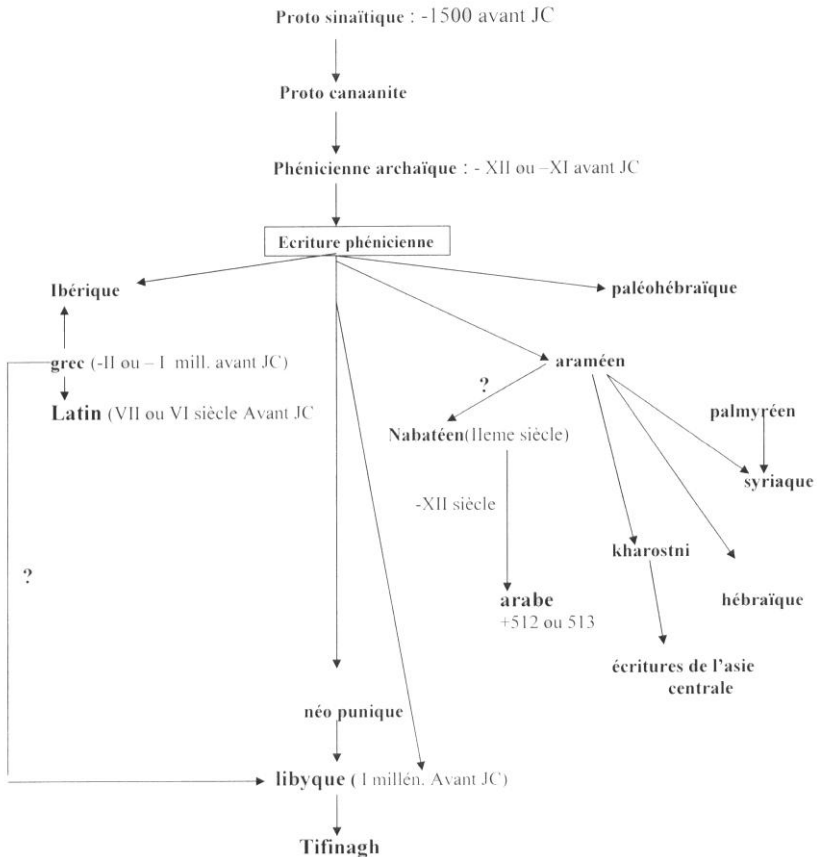 Proto sinaïtique : -1500 avant JC
Proto canaanite
Phénicienne archaïque : - XII ou –XI avant JC
Ecriture phénicienne
Ibérique
paléohébraïque
grec (-II ou – I mill. avant JC)
araméen
?
Latin (VII ou VI siècle Avant JC
palmyréen
Nabatéen(IIeme siècle)
syriaque
-XII siècle
kharostni
?
arabe
+512 ou 513
hébraïque
écritures de l'asie
centrale
néo punique
libyque ( I millén. Avant JC)
Tifinagh